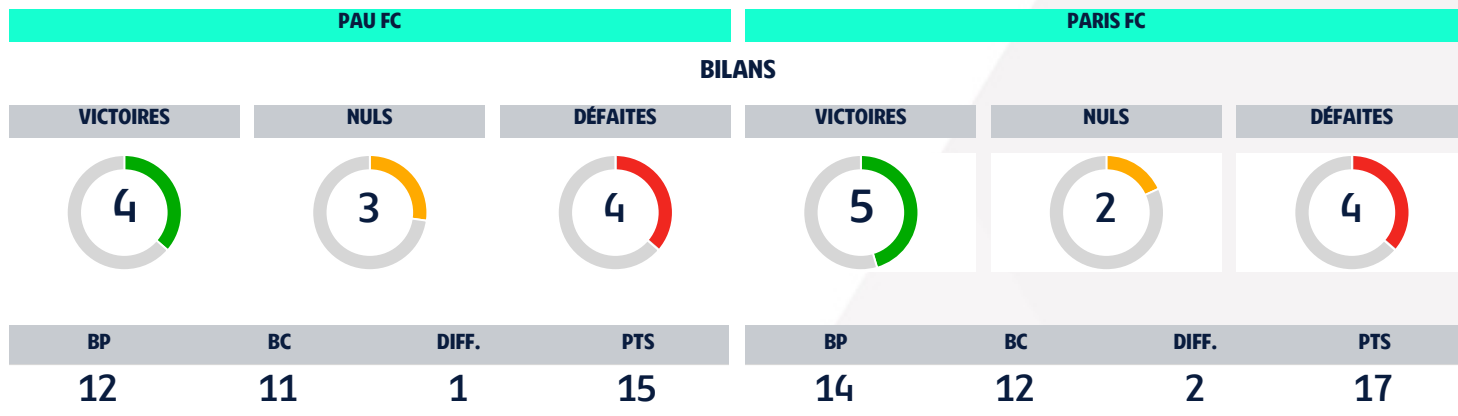 PAU FC PARIS FC
BILANS
VICTOIRES NULS DÉFAITES VICTOIRES NULS DÉFAITES
4 3 4 5 2 4
BP BC DIFF. PTS BP BC DIFF. PTS
12 11 1 15 14 12 2 17